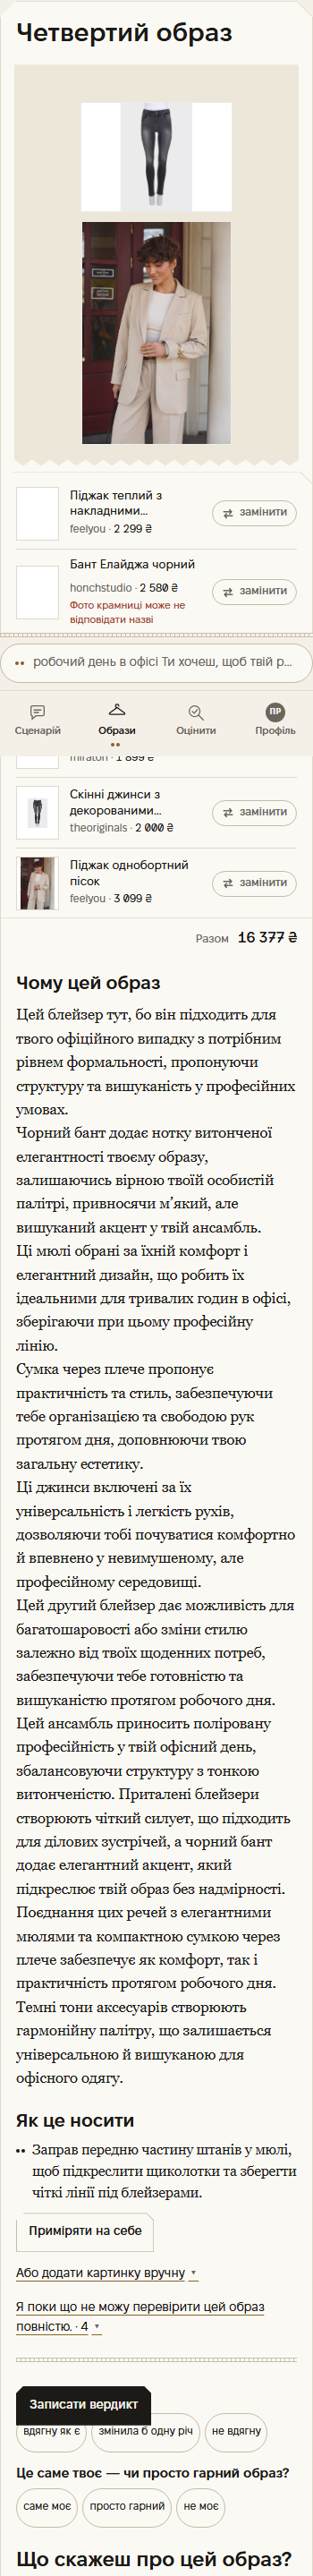 Четвертий образ
Піджак теплий з
накладними...
замінити
feelyou · 2 299 ₴
Бант Елайджа чорний
honchstudio · 2 580 ₴
замінити
Фото крамниці може не
відповідати назві
робочий день в офісі Ти хочеш, щоб твій р...
Сценарій
Образи
Оцінити
ПР
Профіль
miraton · 1 899 ₴
Скінні джинси з
декорованими...
замінити
theoriginals · 2 000 ₴
Піджак однобортний
пісок
замінити
feelyou · 3 099 ₴
Разом 16 377 ₴
Чому цей образ
Цей блейзер тут, бо він підходить для
твого офіційного випадку з потрібним
рівнем формальності, пропонуючи
структуру та вишуканість у професійних
умовах.
Чорний бант додає нотку витонченої
елегантності твоєму образу,
залишаючись вірною твоїй особистій
палітрі, привносячи м’який, але
вишуканий акцент у твій ансамбль.
Ці мюлі обрані за їхній комфорт і
елегантний дизайн, що робить їх
ідеальними для тривалих годин в офісі,
зберігаючи при цьому професійну
лінію.
Сумка через плече пропонує
практичність та стиль, забезпечуючи
тебе організацією та свободою рук
протягом дня, доповнюючи твою
загальну естетику.
Ці джинси включені за їх
універсальність і легкість рухів,
дозволяючи тобі почуватися комфортно
й впевнено у невимушеному, але
професійному середовищі.
Цей другий блейзер дає можливість для
багатошаровості або зміни стилю
залежно від твоїх щоденних потреб,
забезпечуючи тебе готовністю та
вишуканістю протягом робочого дня.
Цей ансамбль приносить поліровану
професійність у твій офісний день,
збалансовуючи структуру з тонкою
витонченістю. Приталені блейзери
створюють чіткий силует, що підходить
для ділових зустрічей, а чорний бант
додає елегантний акцент, який
підкреслює твій образ без надмірності.
Поєднання цих речей з елегантними
мюлями та компактною сумкою через
плече забезпечує як комфорт, так і
практичність протягом робочого дня.
Темні тони аксесуарів створюють
гармонійну палітру, що залишається
універсальною й вишуканою для
офісного одягу.
Як це носити
•• Заправ передню частину штанів у мюлі,
щоб підкреслити щиколотки та зберегти
чіткі лінії під блейзерами.
Приміряти на себе
Або додати картинку вручну
Я поки що не можу перевірити цей образ
повністю. · 4
Записати вердикт
вдягну як є
змінила б одну річ
не вдягну
Це саме твоє — чи просто гарний образ?
саме моє
просто гарний
не моє
Що скажеш про цей образ?